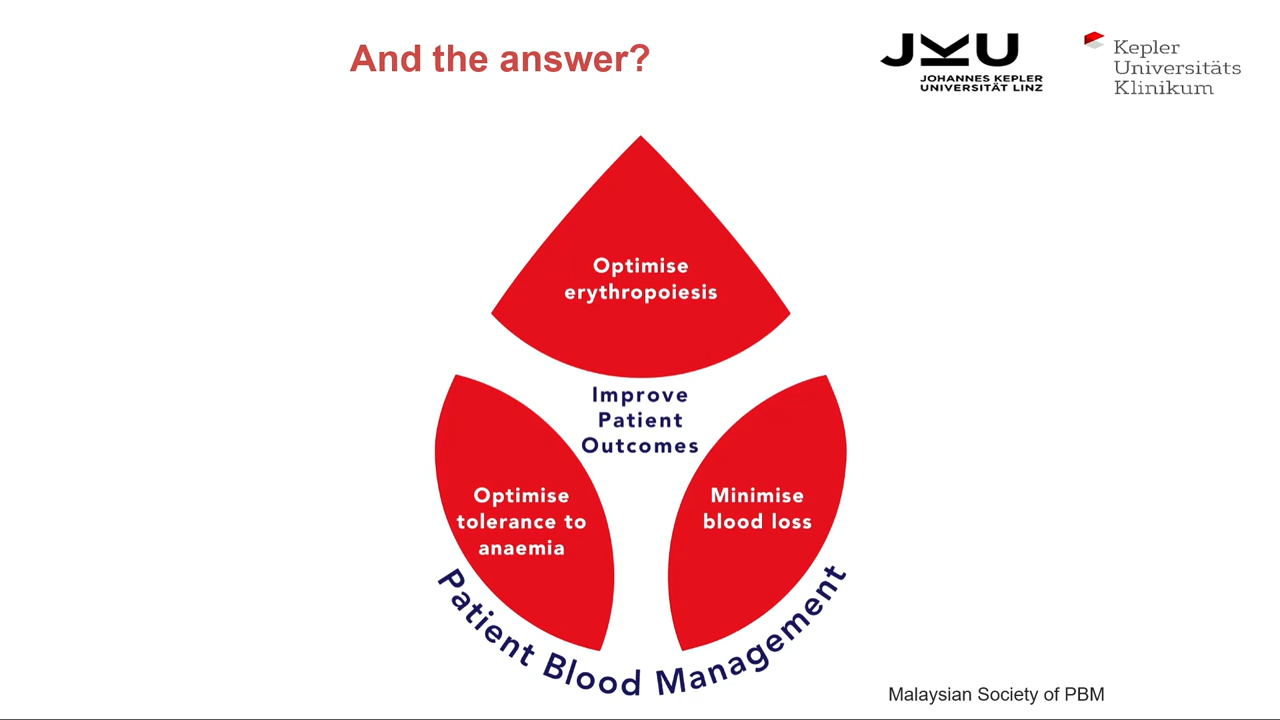 And the answer?
JKU
JOHANNES KEPLER
UNIVERSITÄT LINZ
Kepler
Universitäts
Klinikum
Optimise
erythropoiesis
Improve
Patient
Outcomes
Optimise
tolerance to
anaemia
Minimise
blood loss
Patient Blood Management
Malaysian Society of PBM